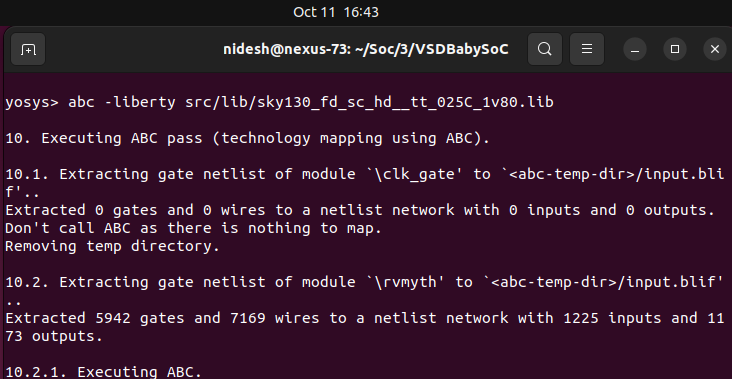 Oct 11 16:43
nidesh@nexus-73: ~/Soc/3/VSDBabySoC
yosys> abc -liberty src/lib/sky130_fd_sc_hd__tt_025C_1v80.lib
10. Executing ABC pass (technology mapping using ABC).
10.1. Extracting gate netlist of module `\clk_gate' to `<abc-temp-dir>/input.bli
f'..
Extracted 0 gates and 0 wires to a netlist network with 0 inputs and 0 outputs.
Don't call ABC as there is nothing to map.
Removing temp directory.
10.2. Extracting gate netlist of module `\rvmyth' to `<abc-temp-dir>/input.blif'
..
Extracted 5942 gates and 7169 wires to a netlist network with 1225 inputs and 11
73 outputs.
10.2.1. Executing ABC.